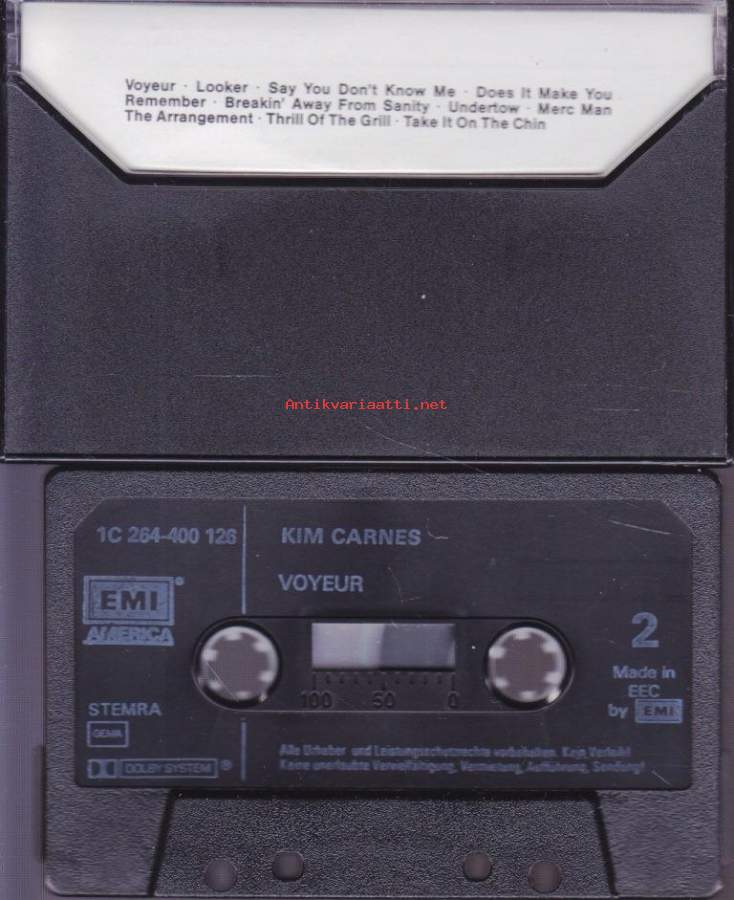 Voyeur · Looker · Say You Don't Know Me · Does It Make You
Remember · Breakin' Away From Sanity · Undertow · Merc Man
The Arrangement · Thrill Of The Grill · Take It On The Chin
Antikvariaatti.net
1C 264-400 126
KIM CARNES
VOYEUR
EMI
AMERICA
2
100 50 0
Made in
EEC
by EMI
STEMRA
GEMA
DOLBY SYSTEM ®
Alle Urheber- und Leistungsschutzrechte vorbehalten. Kein Verleih!
Keine unerlaubte Vervielfältigung, Vermietung, Aufführung, Sendung!